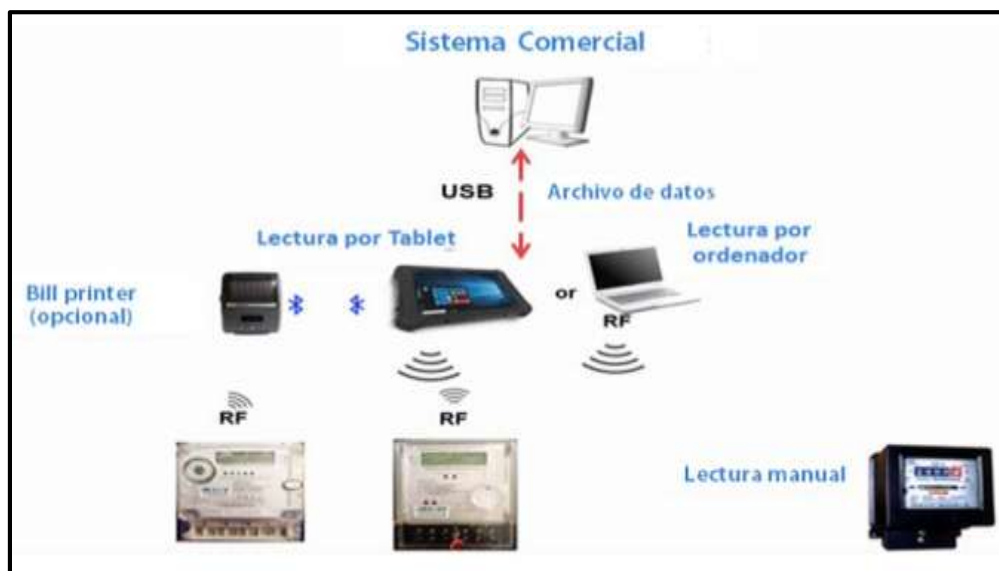 Sistema Comercial
USB
Archivo de datos
Lectura por Tablet
Lectura por
ordenador
Bill printer
(opcional)
or
RF
RF
RF
Lectura manual